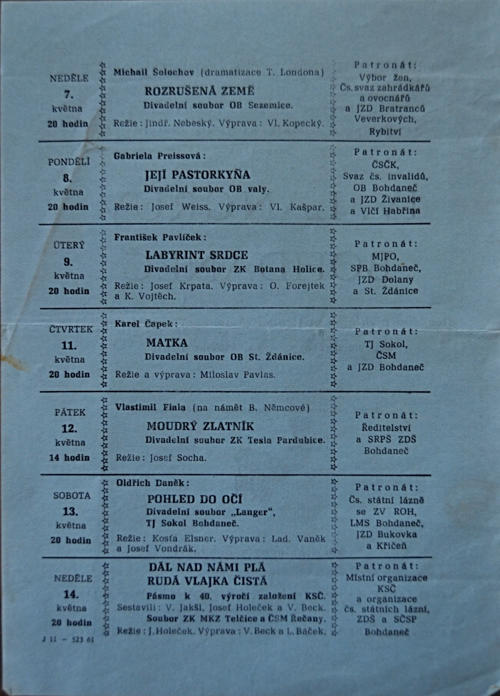 NEDĚLE
7.
května
20 hodin
Michail Šolochov (dramatizace T. Londona)
ROZRUŠENÁ ZEMĚ
Divadelní soubor OB Sezemice.
Režie: Jindř. Nebeský. Výprava: Vl. Kopecký.
Patronát:
Výbor žen,
Čs. svaz zahrádkářů
a ovocnářů
a JZD Bratranců
Veverkových,
Rybitví
PONDĚLÍ
8.
května
20 hodin
Gabriela Preissová:
JEJÍ PASTORKYŇA
Divadelní soubor OB valy.
Režie: Josef Weiss. Výprava: Vl. Kašpar.
Patronát:
ČSČK,
Svaz čs. invalidů,
OB Bohdaneč
a JZD Živanice
a Vlčí Habřina
ÚTERÝ
9.
května
20 hodin
František Pavlíček:
LABYRINT SRDCE
Divadelní soubor ZK Botana Holice.
Režie: Josef Krpata. Výprava: O. Forejtek
a K. Vojtěch.
Patronát:
MJPO,
SPB Bohdaneč,
JZD Dolany
a St. Ždánice
ČTVRTEK
11.
května
20 hodin
Karel Čapek:
MATKA
Divadelní soubor OB St. Ždánice.
Režie a výprava: Miloslav Pavlas.
Patronát:
TJ Sokol,
ČSM
a JZD Bohdaneč
PÁTEK
12.
května
14 hodin
Vlastimil Fiala (na námět B. Němcové)
MOUDRÝ ZLATNÍK
Divadelní soubor ZK Tesla Pardubice.
Režie: Josef Socha.
Patronát:
Ředitelství
a SRPŠ ZDŠ
Bohdaneč
SOBOTA
13.
května
20 hodin
Oldřich Daněk:
POHLED DO OČÍ
Divadelní soubor „Langer",
TJ Sokol Bohdaneč.
Režie: Kosťa Elsner. Výprava: Lad. Vaněk
a Josef Vondrák.
Patronát:
Čs. státní lázně
se ZV ROH,
LMS Bohdaneč,
JZD Bukovka
a Křičeň
NEDĚLE
14.
května
20 hodin
DÁL NAD NÁMI PLÁ
RUDÁ VLAJKA ČISTÁ
Pásmo k 40. výročí založení KSČ.
Sestavili: V. Jakší, Josef Holeček a V. Beck.
Soubor ZK MKZ Telčice a ČSM Řečany.
Režie: J. Holeček. Výprava: V. Beck a L. Báček.
Patronát:
Místní organizace
KSČ
a organizace
čs. státních lázní,
ZDŠ a SČSP
Bohdaneč
J 11 - 523 61